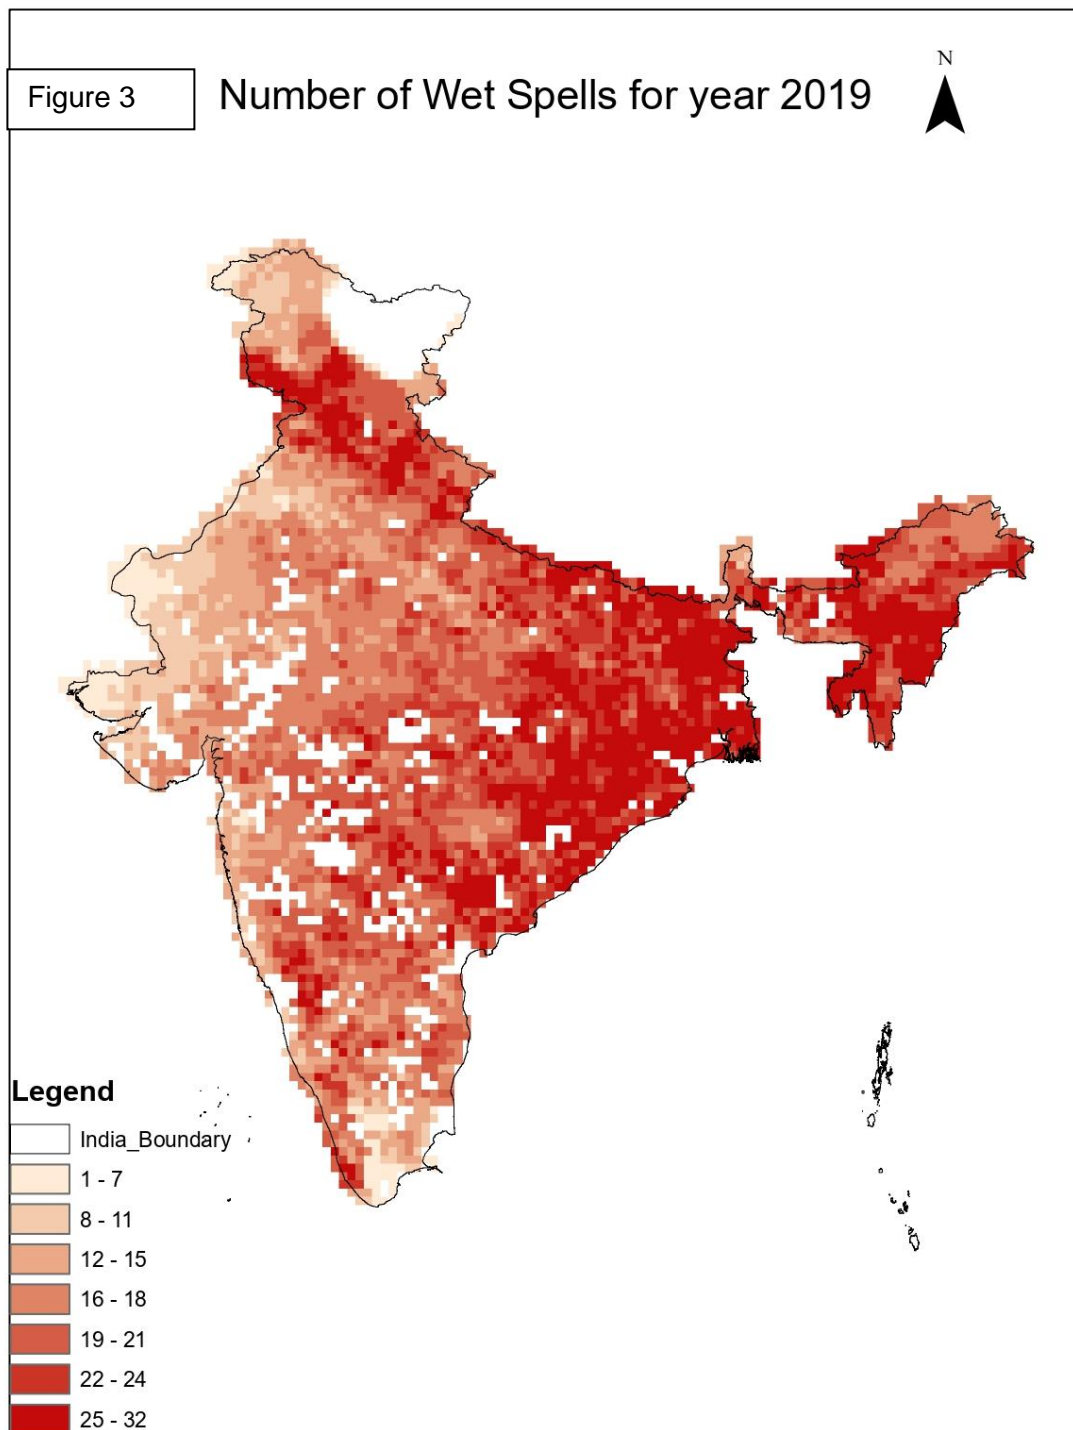 N
Figure 3
Number of Wet Spells for year 2019
Legend
India_Boundary
1 - 7
8 - 11
12 - 15
16 - 18
19 - 21
22 - 24
25 - 32